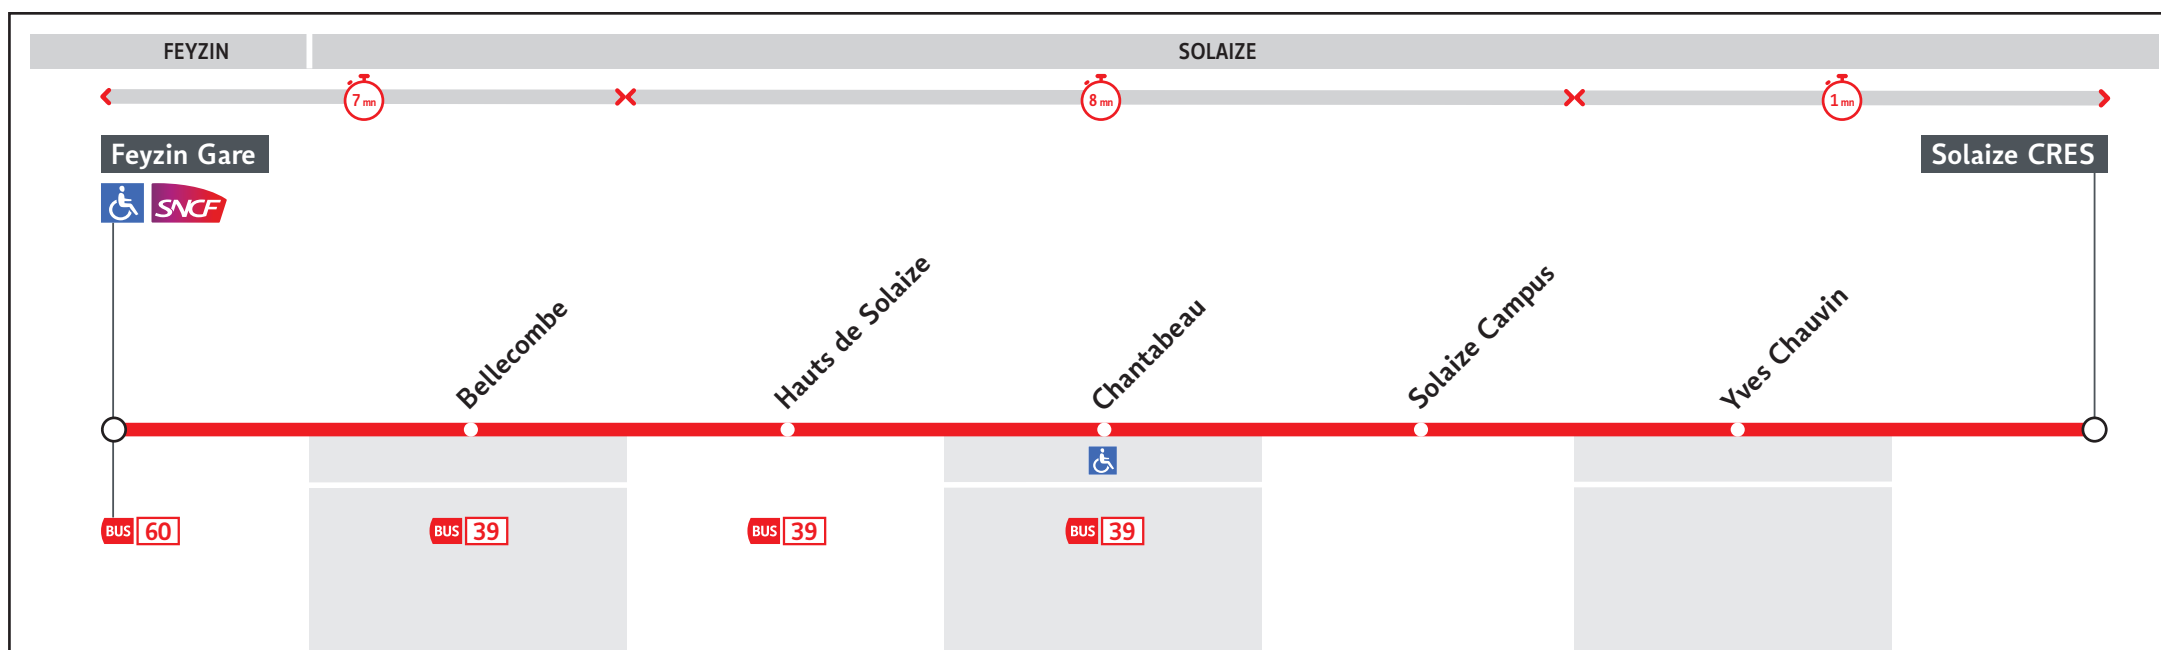 FEYZIN
SOLAIZE
7 mn
8 mn
1 mn
Feyzin Gare
Solaize CRES
SNCF
Bellecombe
Hauts de Solaize
Chantabeau
Solaize Campus
Yves Chauvin
BUS 60
BUS 39
BUS 39
BUS 39